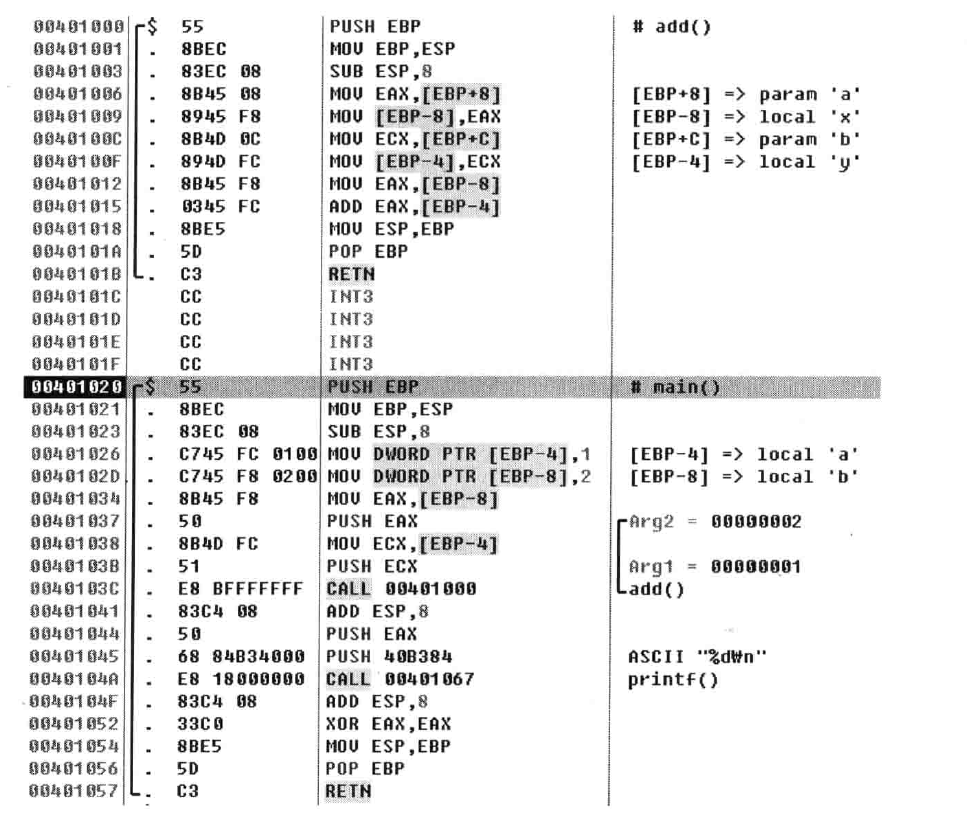 00401000 $ 55 PUSH EBP # add()
00401001 . 8BEC MOV EBP,ESP
00401003 . 83EC 08 SUB ESP,8
00401006 . 8B45 08 MOV EAX,[EBP+8] [EBP+8] => param 'a'
00401009 . 8945 F8 MOV [EBP-8],EAX [EBP-8] => local 'x'
0040100C . 8B4D 0C MOV ECX,[EBP+C] [EBP+C] => param 'b'
0040100F . 894D FC MOV [EBP-4],ECX [EBP-4] => local 'y'
00401012 . 8B45 F8 MOV EAX,[EBP-8]
00401015 . 0345 FC ADD EAX,[EBP-4]
00401018 . 8BE5 MOV ESP,EBP
0040101A . 5D POP EBP
0040101B . C3 RETN
0040101C CC INT3
0040101D CC INT3
0040101E CC INT3
0040101F CC INT3
00401020 $ 55 PUSH EBP # main()
00401021 . 8BEC MOV EBP,ESP
00401023 . 83EC 08 SUB ESP,8
00401026 . C745 FC 0100 MOV DWORD PTR [EBP-4],1 [EBP-4] => local 'a'
0040102D . C745 F8 0200 MOV DWORD PTR [EBP-8],2 [EBP-8] => local 'b'
00401034 . 8B45 F8 MOV EAX,[EBP-8]
00401037 . 50 PUSH EAX Arg2 = 00000002
00401038 . 8B4D FC MOV ECX,[EBP-4]
0040103B . 51 PUSH ECX Arg1 = 00000001
0040103C . E8 BFFFFFFF CALL 00401000 add()
00401041 . 83C4 08 ADD ESP,8
00401044 . 50 PUSH EAX
00401045 . 68 84B34000 PUSH 40B384 ASCII "%d₩n"
0040104A . E8 18000000 CALL 00401067 printf()
0040104F . 83C4 08 ADD ESP,8
00401052 . 33C0 XOR EAX,EAX
00401054 . 8BE5 MOV ESP,EBP
00401056 . 5D POP EBP
00401057 . C3 RETN